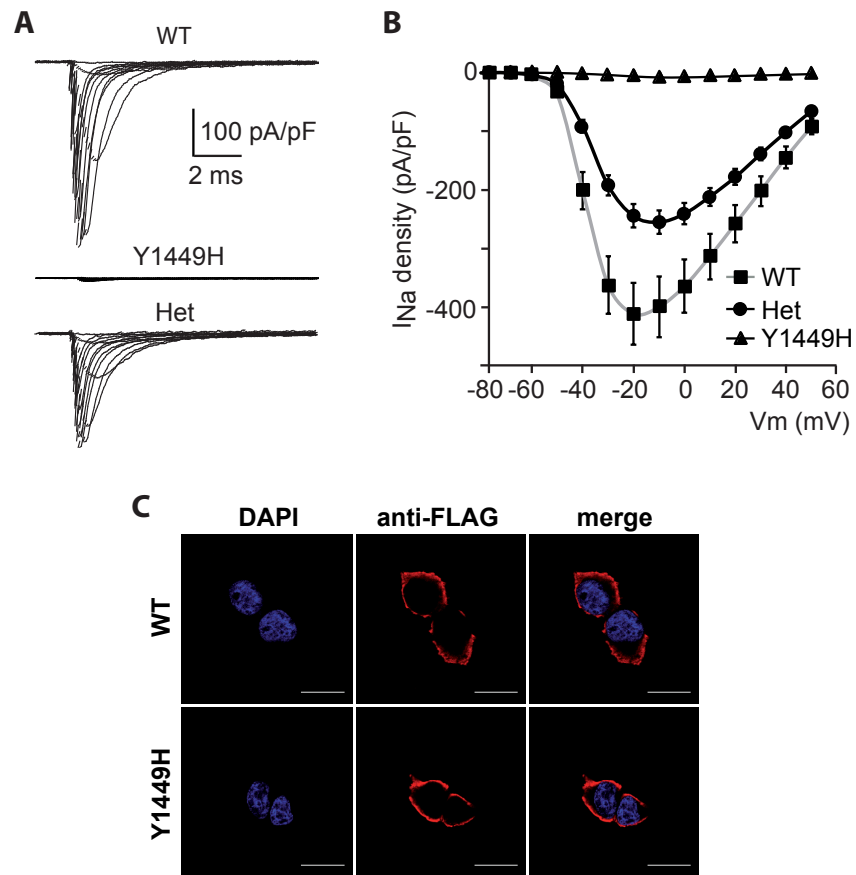 A
WT
100 pA/pF
2 ms
Y1449H
Het
B
0
-200
-400
INa density (pA/pF)
WT
Het
Y1449H
-80 -60 -40 -20 0 20 40 60
Vm (mV)
C
DAPI anti-FLAG merge
WT
Y1449H